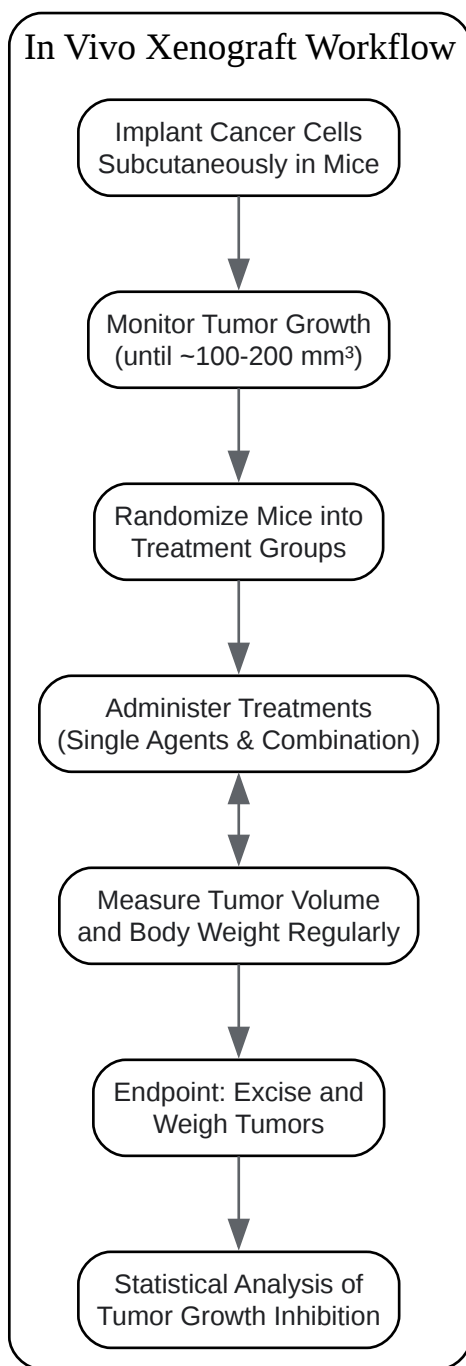 In Vivo Xenograft Workflow
Implant Cancer Cells
Subcutaneously in Mice
Monitor Tumor Growth
(until ~100-200 mm³)
Randomize Mice into
Treatment Groups
Administer Treatments
(Single Agents & Combination)
Measure Tumor Volume
and Body Weight Regularly
Endpoint: Excise and
Weigh Tumors
Statistical Analysis of
Tumor Growth Inhibition